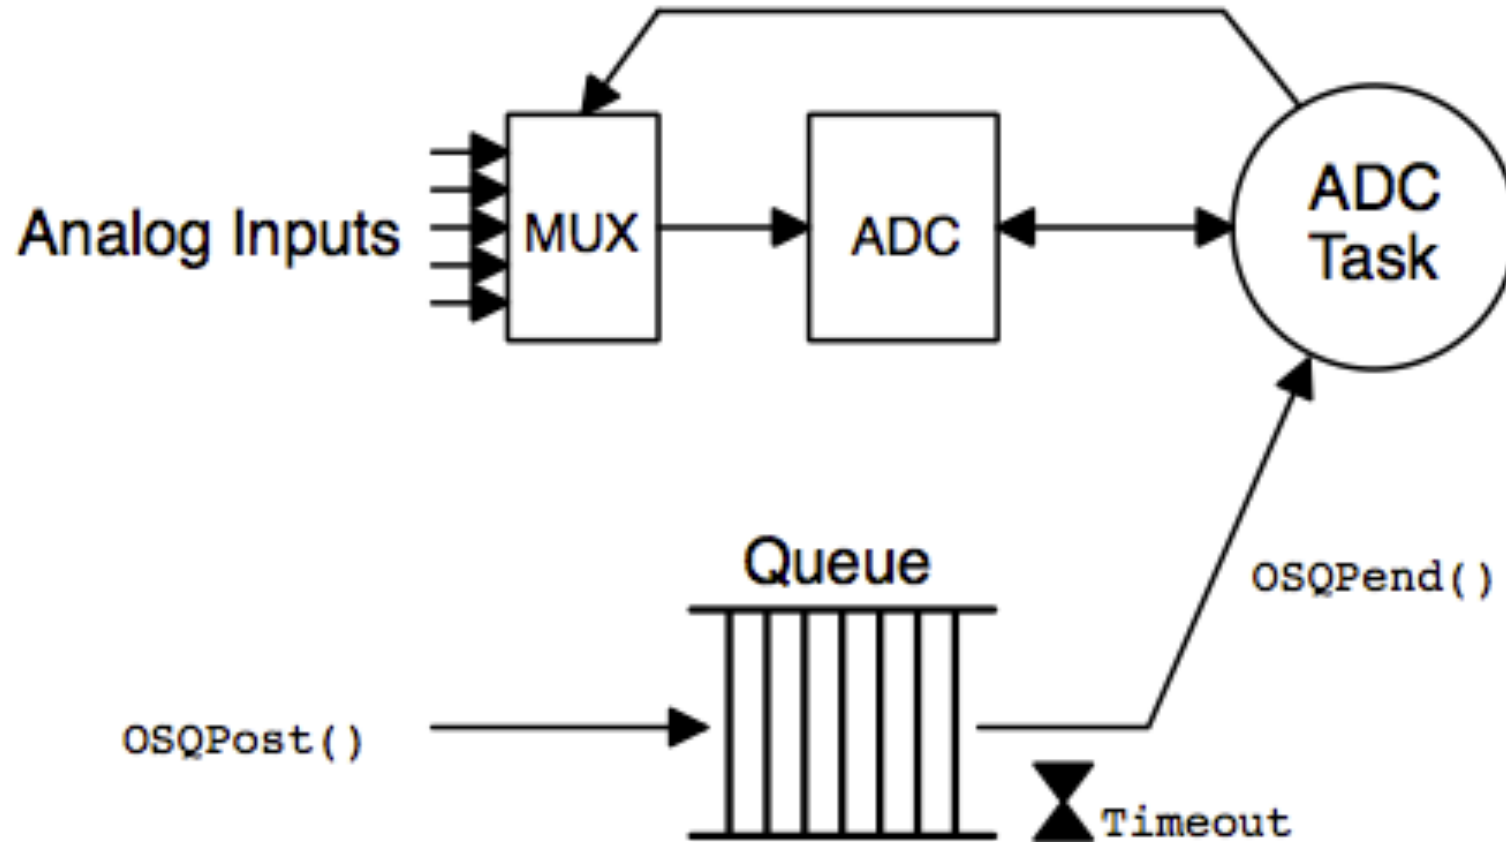 Analog Inputs
MUX
ADC
ADC
Task
Queue
OSQPend()
OSQPost()
Timeout